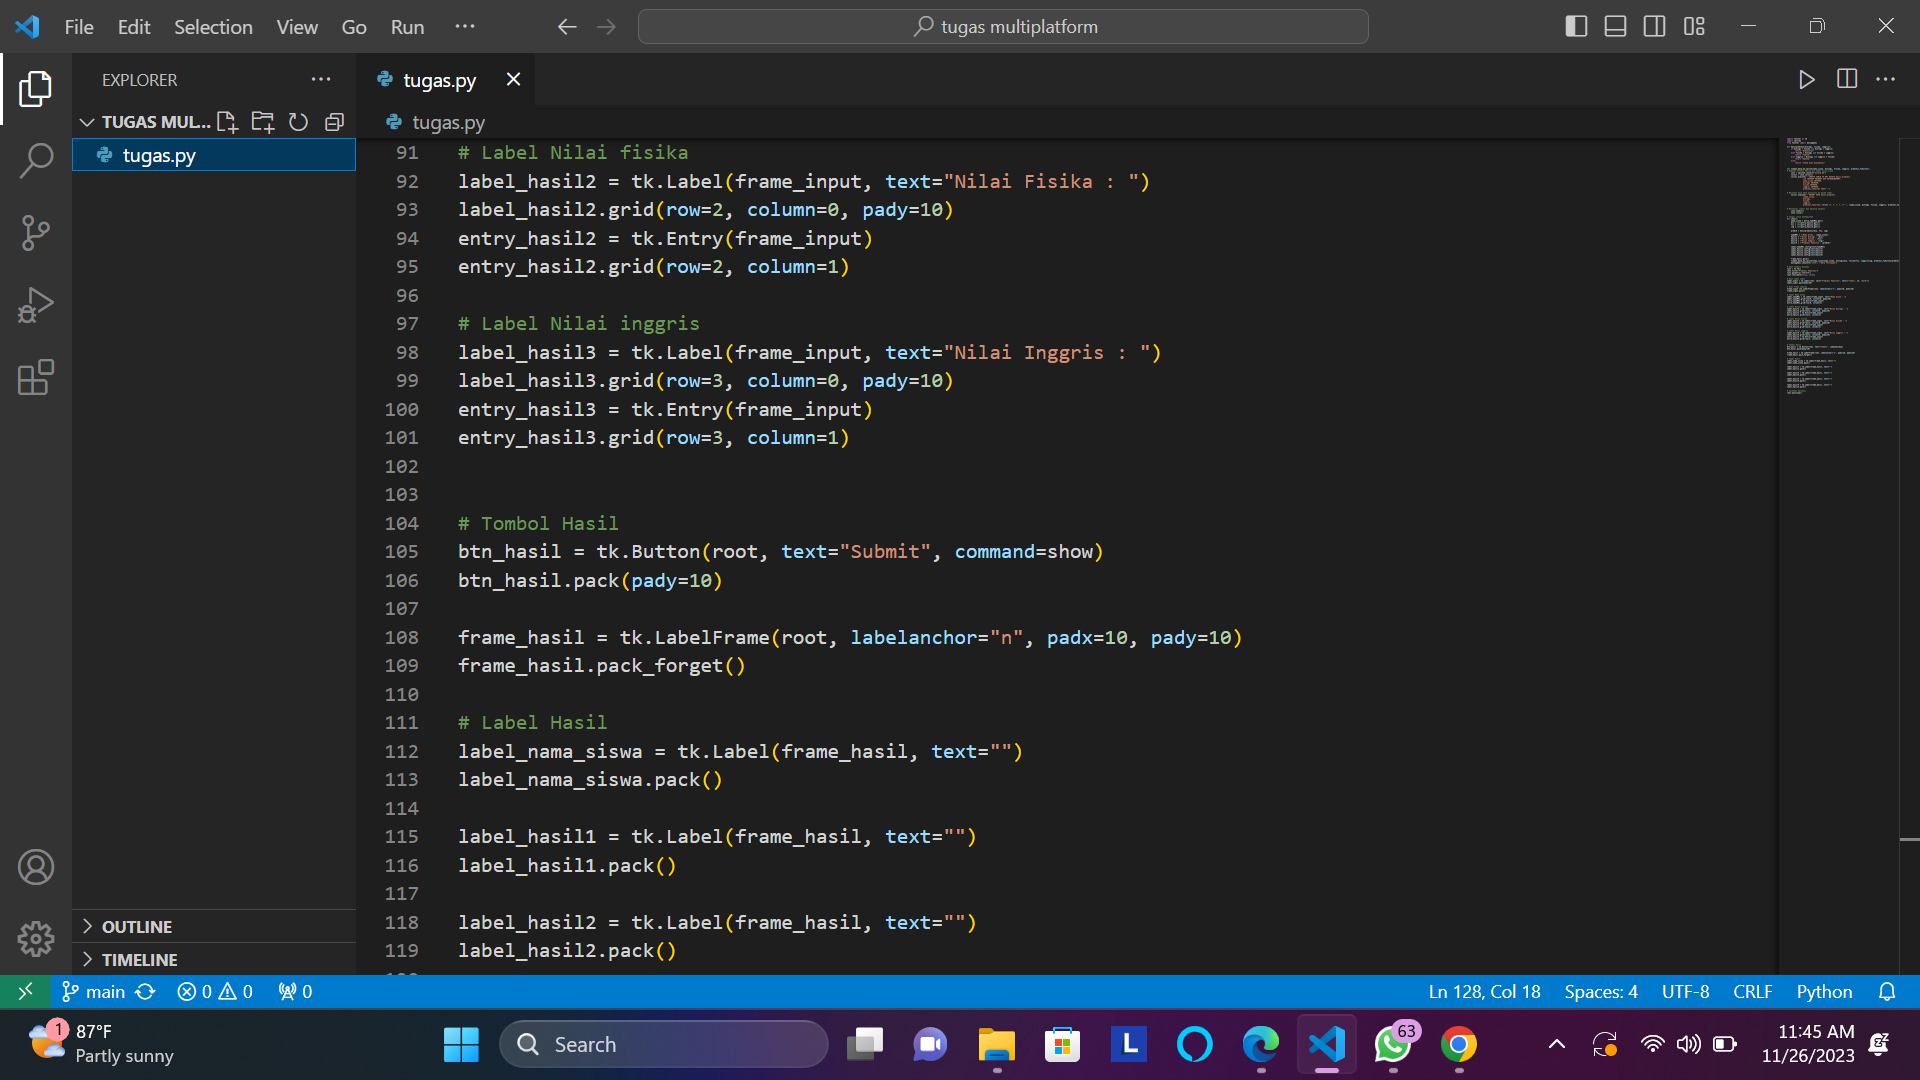 File Edit Selection View Go Run ···
tugas multiplatform
EXPLORER
TUGAS MUL...
tugas.py
tugas.py
tugas.py
91 # Label Nilai fisika
92 label_hasil2 = tk.Label(frame_input, text="Nilai Fisika : ")
93 label_hasil2.grid(row=2, column=0, pady=10)
94 entry_hasil2 = tk.Entry(frame_input)
95 entry_hasil2.grid(row=2, column=1)
96
97 # Label Nilai inggris
98 label_hasil3 = tk.Label(frame_input, text="Nilai Inggris : ")
99 label_hasil3.grid(row=3, column=0, pady=10)
100 entry_hasil3 = tk.Entry(frame_input)
101 entry_hasil3.grid(row=3, column=1)
102
103
104 # Tombol Hasil
105 btn_hasil = tk.Button(root, text="Submit", command=show)
106 btn_hasil.pack(pady=10)
107
108 frame_hasil = tk.LabelFrame(root, labelanchor="n", padx=10, pady=10)
109 frame_hasil.pack_forget()
110
111 # Label Hasil
112 label_nama_siswa = tk.Label(frame_hasil, text="")
113 label_nama_siswa.pack()
114
115 label_hasil1 = tk.Label(frame_hasil, text="")
116 label_hasil1.pack()
117
118 label_hasil2 = tk.Label(frame_hasil, text="")
119 label_hasil2.pack()
OUTLINE
TIMELINE
main 0 0 0 Ln 128, Col 18 Spaces: 4 UTF-8 CRLF Python
1 87°F
Partly sunny
Search
L
63
11:45 AM
11/26/2023